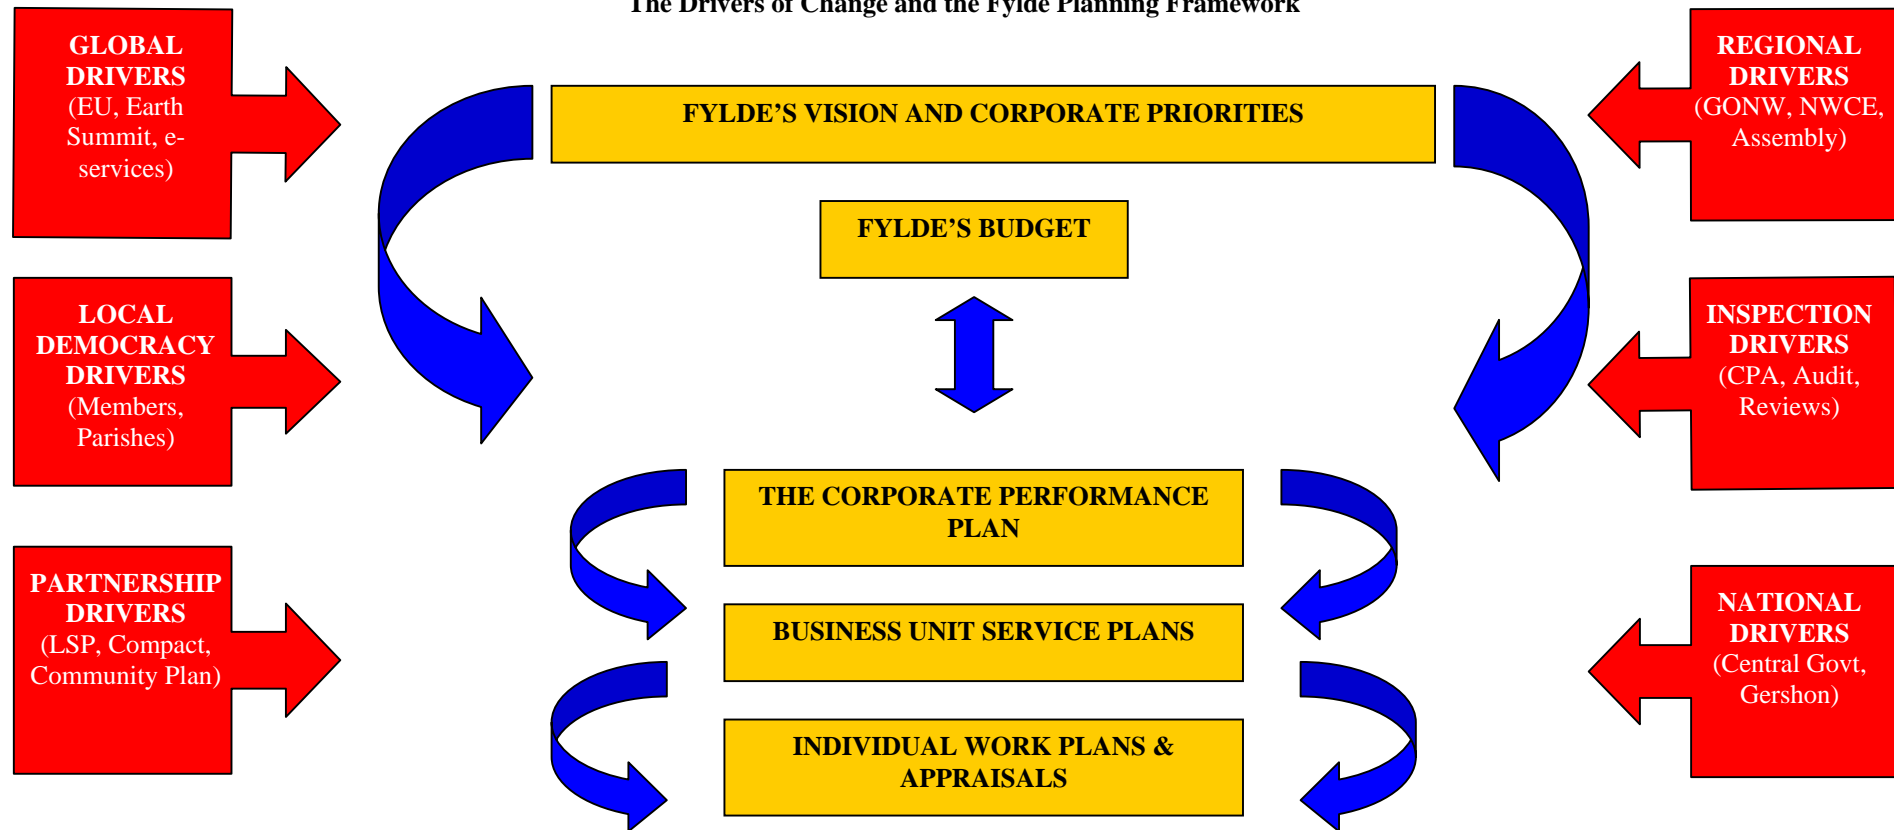 The Drivers of Change and the Fylde Planning Framework
GLOBAL
DRIVERS
(EU, Earth
Summit, e-
services)
LOCAL
DEMOCRACY
DRIVERS
(Members,
Parishes)
PARTNERSHIP
DRIVERS
(LSP, Compact,
Community Plan)
FYLDE’S VISION AND CORPORATE PRIORITIES
FYLDE’S BUDGET
THE CORPORATE PERFORMANCE
PLAN
BUSINESS UNIT SERVICE PLANS
INDIVIDUAL WORK PLANS &
APPRAISALS
REGIONAL
DRIVERS
(GONW, NWCE,
Assembly)
INSPECTION
DRIVERS
(CPA, Audit,
Reviews)
NATIONAL
DRIVERS
(Central Govt,
Gershon)